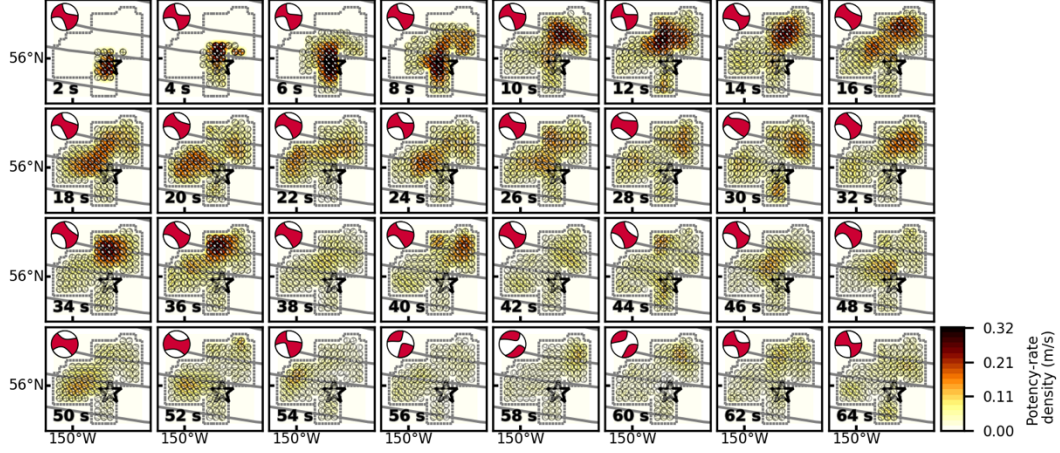 56°N
2 s 4 s 6 s 8 s 10 s 12 s 14 s 16 s
56°N
18 s 20 s 22 s 24 s 26 s 28 s 30 s 32 s
56°N
34 s 36 s 38 s 40 s 42 s 44 s 46 s 48 s
0.32
0.21
0.11
0.00
Potency-rate
density (m/s)
56°N
50 s 52 s 54 s 56 s 58 s 60 s 62 s 64 s
150°W 150°W 150°W 150°W 150°W 150°W 150°W 150°W